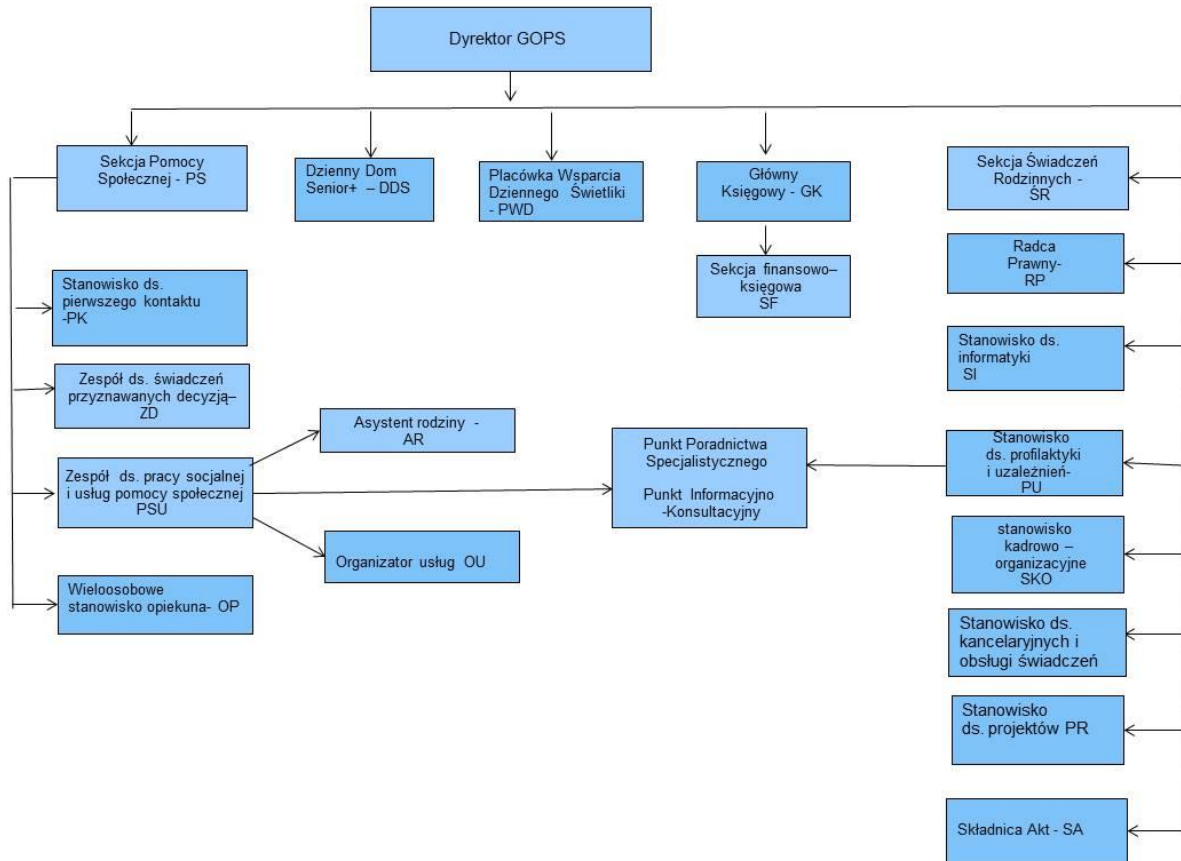 Dyrektor GOPS
Sekcja Pomocy
Społecznej - PS
Dzienny Dom
Senior+ – DDS
Placówka Wsparcia
Dziennego Świetliki
- PWD
Główny
Księgowy - GK
Sekcja finansowo–
księgowa
SF
Sekcja Świadczeń
Rodzinnych -
ŚR
Radca
Prawny-
RP
Stanowisko ds.
informatyki
SI
Stanowisko ds.
pierwszego kontaktu
-PK
Zespół ds. świadczeń
przyznawanych decyzją–
ZD
Zespół ds. pracy socjalnej
i usług pomocy społecznej
PSU
Wieloosobowe
stanowisko opiekuna- OP
Asystent rodziny -
AR
Organizator usług OU
Punkt Poradnictwa
Specjalistycznego
Punkt Informacyjno
-Konsultacyjny
Stanowisko
ds. profilaktyki
i uzależnień-
PU
stanowisko
kadrowo –
organizacyjne
SKO
Stanowisko ds.
kancelaryjnych i
obsługi świadczeń
Stanowisko
ds. projektów PR
Składnica Akt - SA